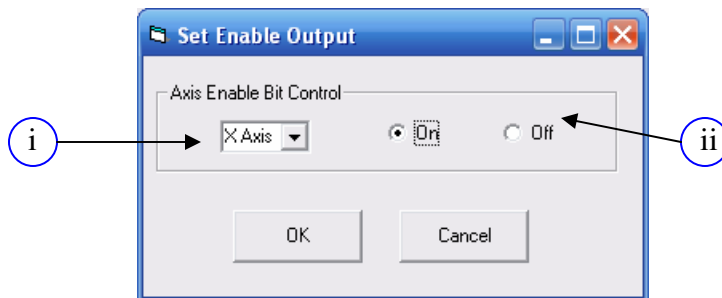 Set Enable Output
Axis Enable Bit Control
i
X Axis
On
Off
ii
OK
Cancel